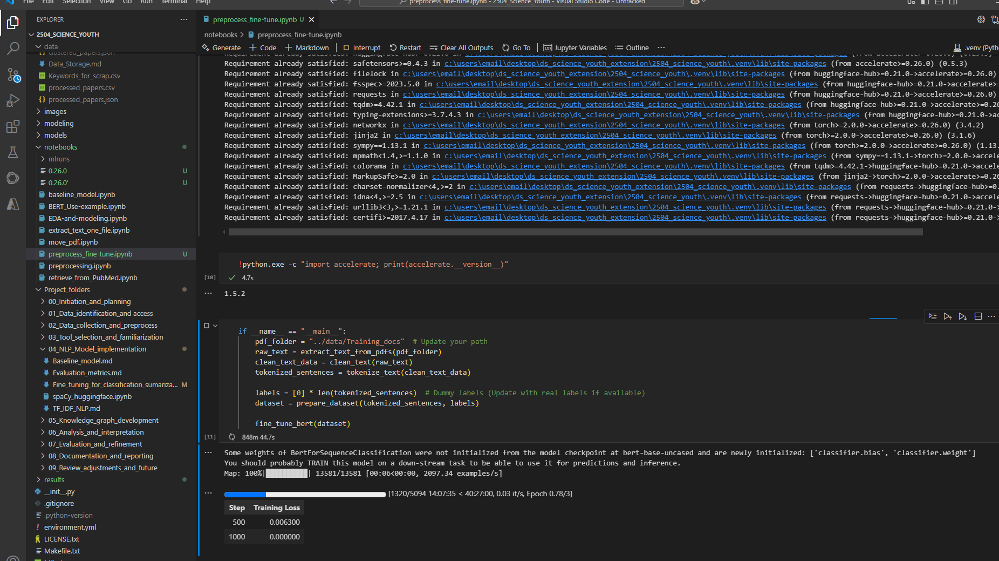 File Edit Selection View Go Run Terminal Help
preprocess_fine-tune.ipynb - 2504_Science_Youth - Visual Studio Code - Untracked
EXPLORER
2504_SCIENCE_YOUTH
data
clustered_papers.json
Data_Storage.md
Keywords_for_scrap.csv
processed_papers.csv
processed_papers.json
images
modeling
models
notebooks
mlruns
0.26.0 U
0.26.0' U
baseline_model.ipynb
BERT_Use-example.ipynb
EDA-and-modeling.ipynb
extract_text_one_file.ipynb
move_pdf.ipynb
preprocess_fine-tune.ipynb U
preprocessing.ipynb
retrieve_from_PubMed.ipynb
Project_folders
00_Initiation_and_planning
01_Data_identification_and access
02_Data_collection_and_preprocess
03_Tool_selection_and_familiarization
04_NLP_Model_implementation
Baseline_model.md
Evaluation_metrics.md
Fine_tuning_for_classification_sumariza... M
spaCy_huggingface.ipynb
TF_IDF_NLP.md
05_Knowledge_graph_development
06_Analysis_and_interpretation
07_Evaluation_and_refinement
08_Documentation_and_reporting
09_Review_adjustments_and_future
results
__init__.py
.gitignore
.python-version
environment.yml
LICENSE.txt
Makefile.txt
preprocess_fine-tune.ipynb U
notebooks > preprocess_fine-tune.ipynb
Generate + Code + Markdown Interrupt Restart Clear All Outputs Go To Jupyter Variables Outline ...
.venv (Pyth
Requirement already satisfied: safetensors>=0.4.3 in c:\users\email\desktop\ds_science_youth_extension\2504_science_youth\.venv\lib\site-packages (from accelerate>=0.26.0) (0.5.3)
Requirement already satisfied: filelock in c:\users\email\desktop\ds_science_youth_extension\2504_science_youth\.venv\lib\site-packages (from huggingface-hub>=0.21.0->accelerate>=0.26.0)
Requirement already satisfied: fsspec>=2023.5.0 in c:\users\email\desktop\ds_science_youth_extension\2504_science_youth\.venv\lib\site-packages (from huggingface-hub>=0.21.0->accelerate>=
Requirement already satisfied: requests in c:\users\email\desktop\ds_science_youth_extension\2504_science_youth\.venv\lib\site-packages (from huggingface-hub>=0.21.0->accelerate>=0.26.0)
Requirement already satisfied: tqdm>=4.42.1 in c:\users\email\desktop\ds_science_youth_extension\2504_science_youth\.venv\lib\site-packages (from huggingface-hub>=0.21.0->accelerate>=0.26
Requirement already satisfied: typing-extensions>=3.7.4.3 in c:\users\email\desktop\ds_science_youth_extension\2504_science_youth\.venv\lib\site-packages (from huggingface-hub>=0.21.0->ac
Requirement already satisfied: networkx in c:\users\email\desktop\ds_science_youth_extension\2504_science_youth\.venv\lib\site-packages (from torch>=2.0.0->accelerate>=0.26.0) (3.4.2)
Requirement already satisfied: jinja2 in c:\users\email\desktop\ds_science_youth_extension\2504_science_youth\.venv\lib\site-packages (from torch>=2.0.0->accelerate>=0.26.0) (3.1.6)
Requirement already satisfied: sympy==1.13.1 in c:\users\email\desktop\ds_science_youth_extension\2504_science_youth\.venv\lib\site-packages (from torch>=2.0.0->accelerate>=0.26.0) (1.13.
Requirement already satisfied: mpmath<1.4,>=1.1.0 in c:\users\email\desktop\ds_science_youth_extension\2504_science_youth\.venv\lib\site-packages (from sympy==1.13.1->torch>=2.0.0->accele
Requirement already satisfied: colorama in c:\users\email\desktop\ds_science_youth_extension\2504_science_youth\.venv\lib\site-packages (from tqdm>=4.42.1->huggingface-hub>=0.21.0->accele
Requirement already satisfied: MarkupSafe>=2.0 in c:\users\email\desktop\ds_science_youth_extension\2504_science_youth\.venv\lib\site-packages (from jinja2->torch>=2.0.0->accelerate>=0.26
Requirement already satisfied: charset-normalizer<4,>=2 in c:\users\email\desktop\ds_science_youth_extension\2504_science_youth\.venv\lib\site-packages (from requests->huggingface-hub>=0.
Requirement already satisfied: idna<4,>=2.5 in c:\users\email\desktop\ds_science_youth_extension\2504_science_youth\.venv\lib\site-packages (from requests->huggingface-hub>=0.21.0->accele
Requirement already satisfied: urllib3<3,>=1.21.1 in c:\users\email\desktop\ds_science_youth_extension\2504_science_youth\.venv\lib\site-packages (from requests->huggingface-hub>=0.21.0-
Requirement already satisfied: certifi>=2017.4.17 in c:\users\email\desktop\ds_science_youth_extension\2504_science_youth\.venv\lib\site-packages (from requests->huggingface-hub>=0.21.0-
!python.exe -c "import accelerate; print(accelerate.__version__)"
[10] 4.7s
1.5.2
if __name__ == "__main__":
pdf_folder = "../data/Training_docs" # Update your path
raw_text = extract_text_from_pdfs(pdf_folder)
clean_text_data = clean_text(raw_text)
tokenized_sentences = tokenize_text(clean_text_data)
labels = [0] * len(tokenized_sentences) # Dummy labels (Update with real labels if available)
dataset = prepare_dataset(tokenized_sentences, labels)
fine_tune_bert(dataset)
[11] 848m 44.7s
Some weights of BertForSequenceClassification were not initialized from the model checkpoint at bert-base-uncased and are newly initialized: ['classifier.bias', 'classifier.weight']
You should probably TRAIN this model on a down-stream task to be able to use it for predictions and inference.
Map: 100%|██████████| 13581/13581 [00:06<00:00, 2097.34 examples/s]
[1320/5094 14:07:35 < 40:27:00, 0.03 it/s, Epoch 0.78/3]
Step Training Loss
500 0.006300
1000 0.000000